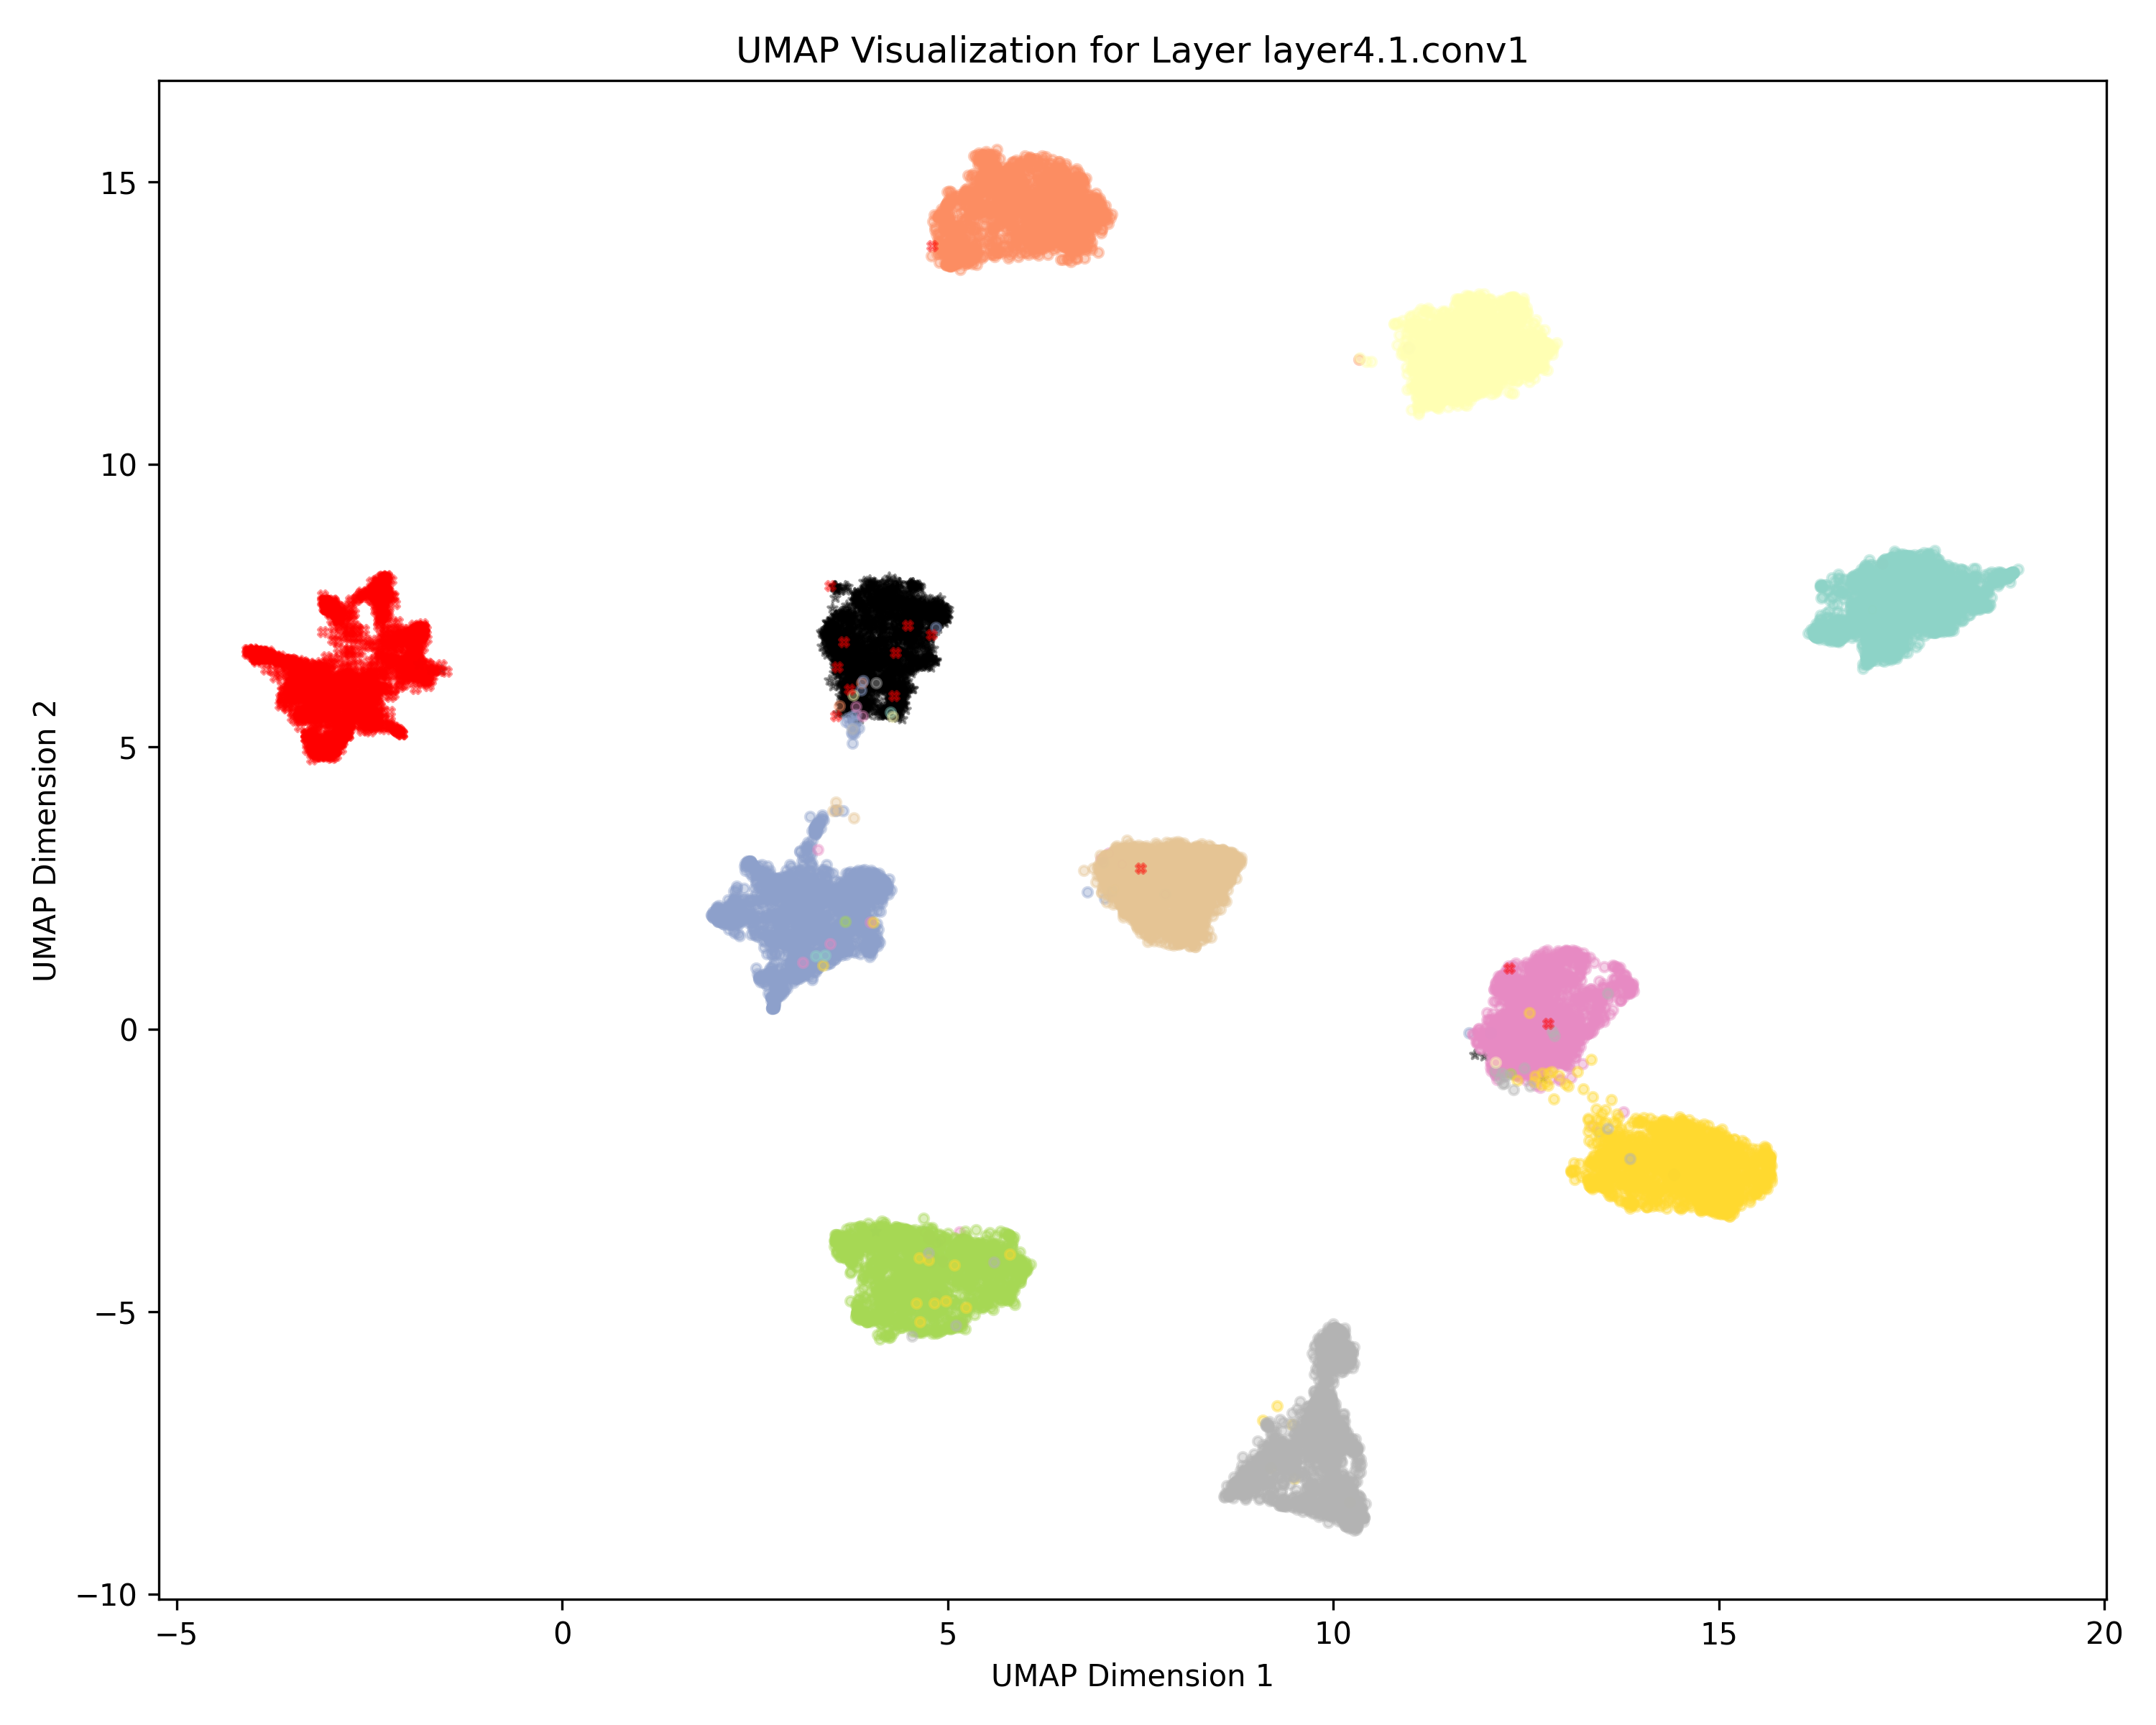 UMAP Visualization for Layer layer4.1.conv1
15
10
5
0
−5
−10
UMAP Dimension 2
−5 0 5 10 15 20
UMAP Dimension 1